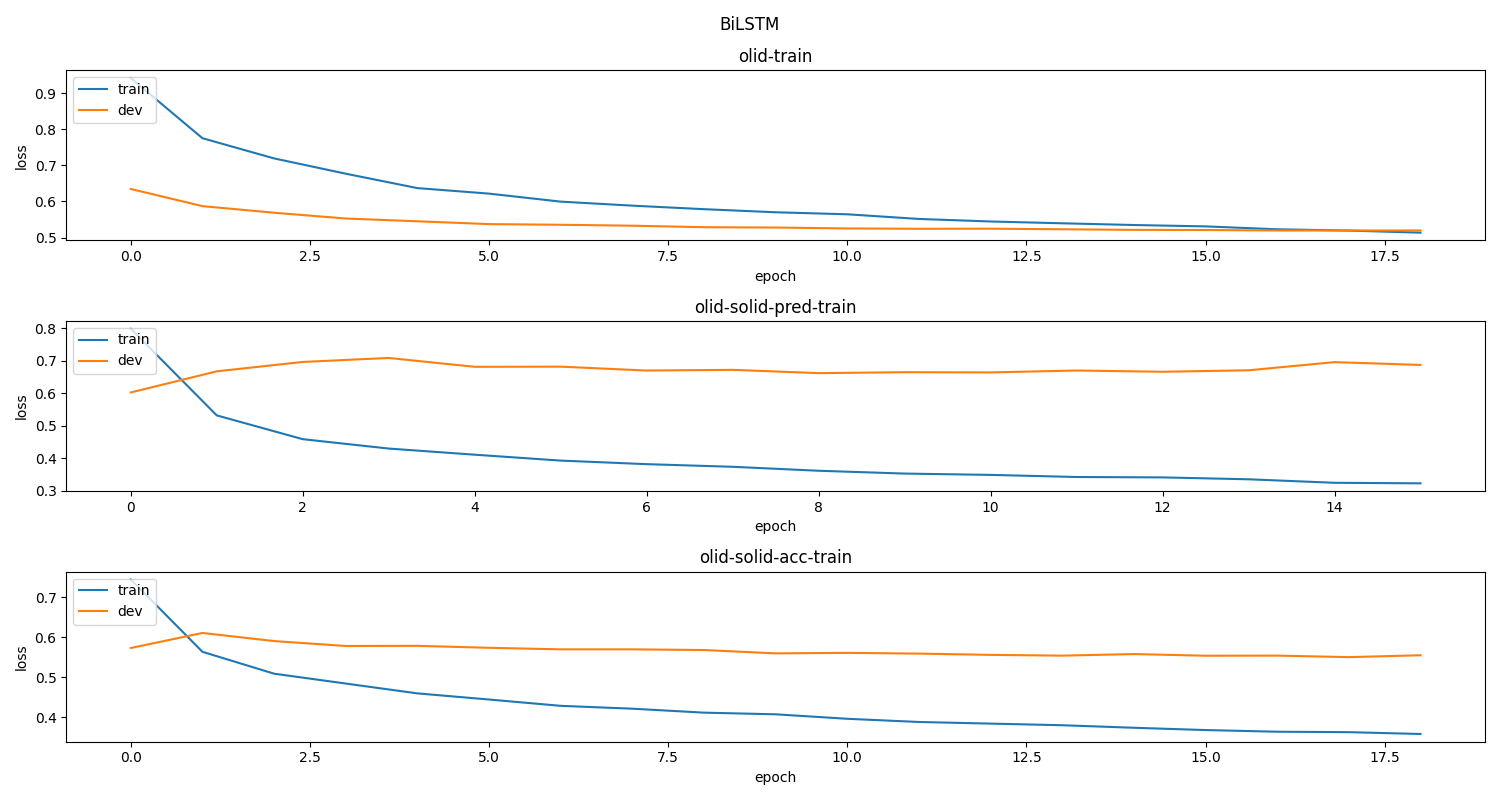 BiLSTM
olid-train
train
dev
loss
0.9
0.8
0.7
0.6
0.5
0.0 2.5 5.0 7.5 10.0 12.5 15.0 17.5
epoch
olid-solid-pred-train
train
dev
loss
0.8
0.7
0.6
0.5
0.4
0.3
0 2 4 6 8 10 12 14
epoch
olid-solid-acc-train
train
dev
loss
0.7
0.6
0.5
0.4
0.0 2.5 5.0 7.5 10.0 12.5 15.0 17.5
epoch